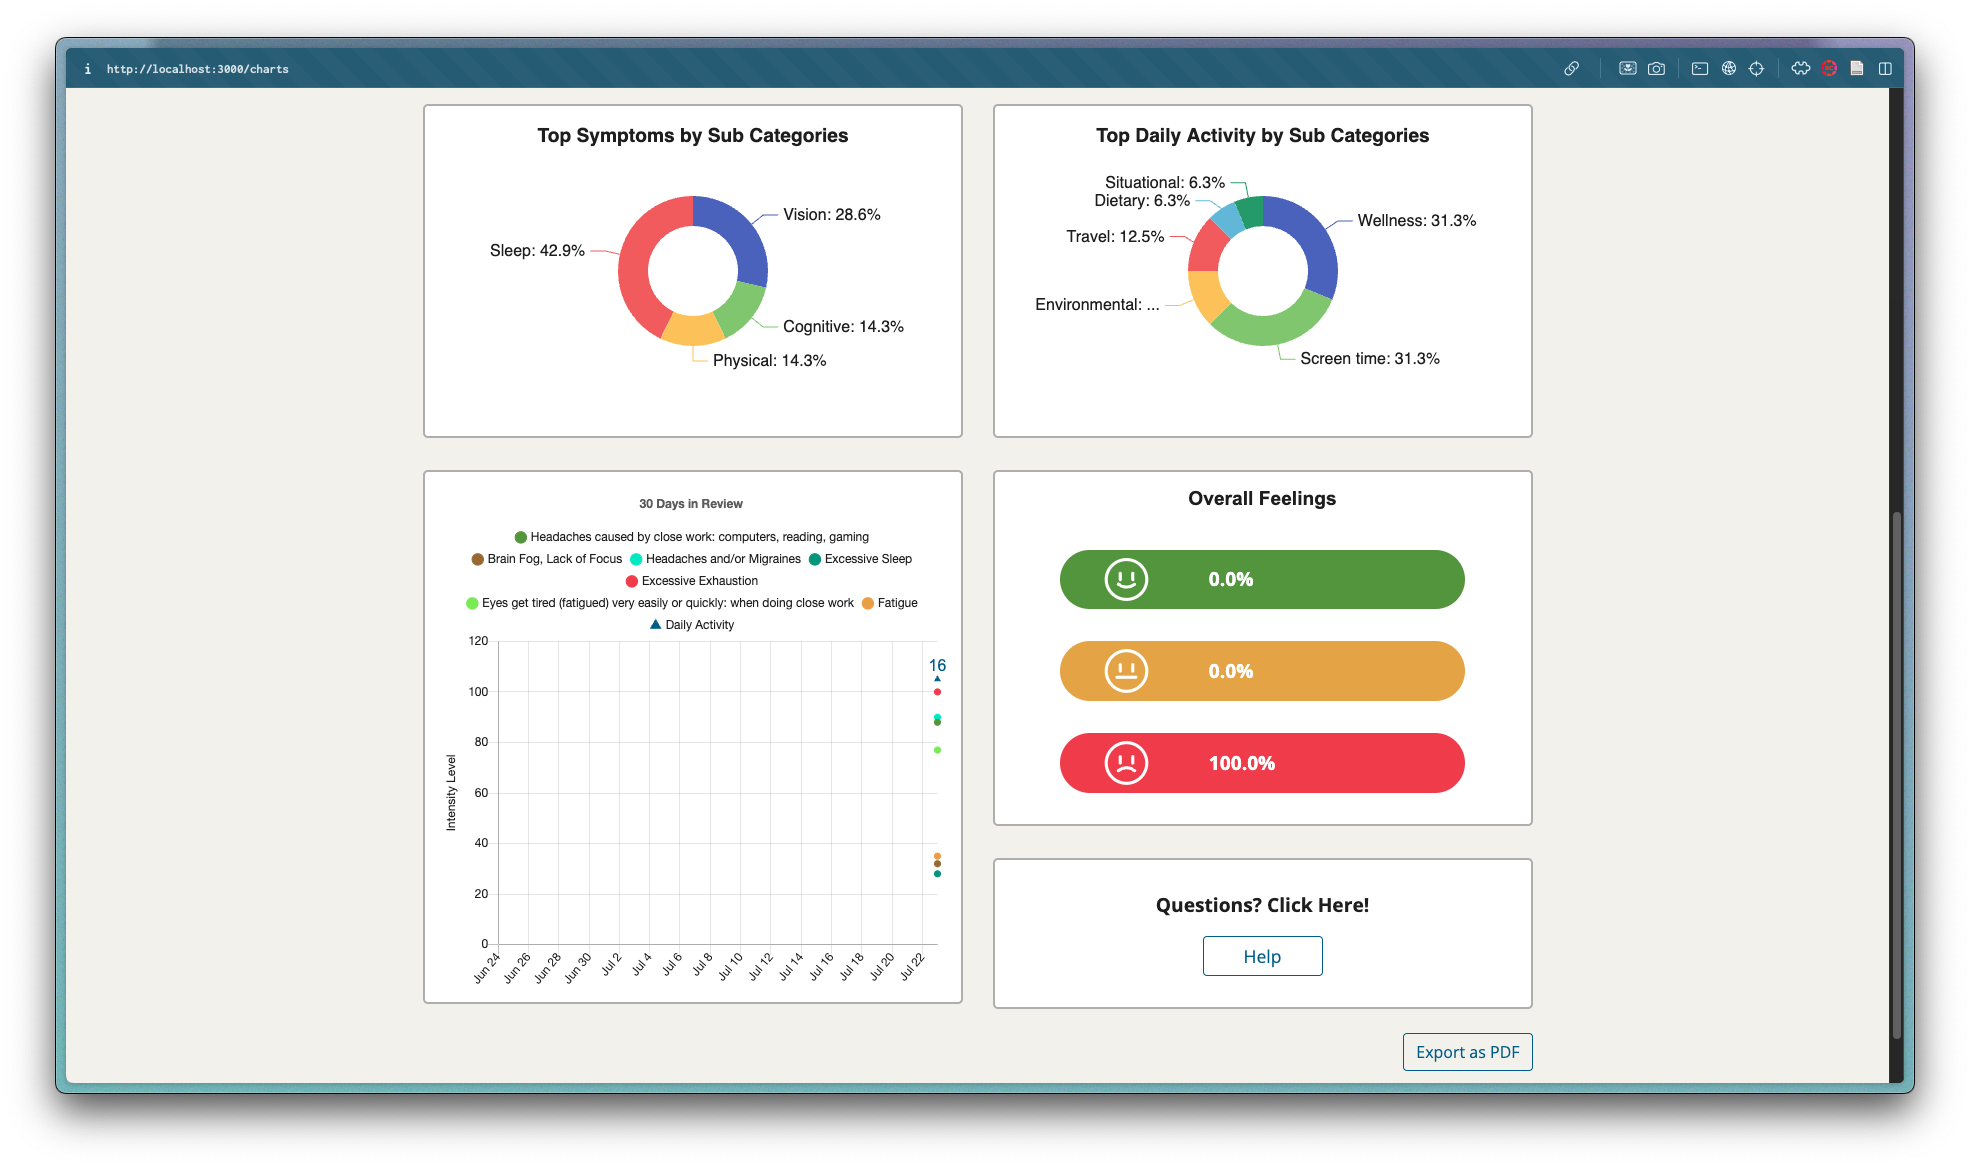 i http://localhost:3000/charts
Top Symptoms by Sub Categories
Vision: 28.6%
Sleep: 42.9%
Cognitive: 14.3%
Physical: 14.3%
Top Daily Activity by Sub Categories
Situational: 6.3%
Dietary: 6.3%
Wellness: 31.3%
Travel: 12.5%
Environmental: ...
Screen time: 31.3%
30 Days in Review
Headaches caused by close work: computers, reading, gaming
Brain Fog, Lack of Focus Headaches and/or Migraines Excessive Sleep
Excessive Exhaustion
Eyes get tired (fatigued) very easily or quickly: when doing close work Fatigue
Daily Activity
120
16
100
80
60
40
20
0
Intensity Level
Jun 24 Jun 26 Jun 28 Jun 30 Jul 2 Jul 4 Jul 6 Jul 8 Jul 10 Jul 12 Jul 14 Jul 16 Jul 18 Jul 20 Jul 22
Overall Feelings
0.0%
0.0%
100.0%
Questions? Click Here!
Help
Export as PDF